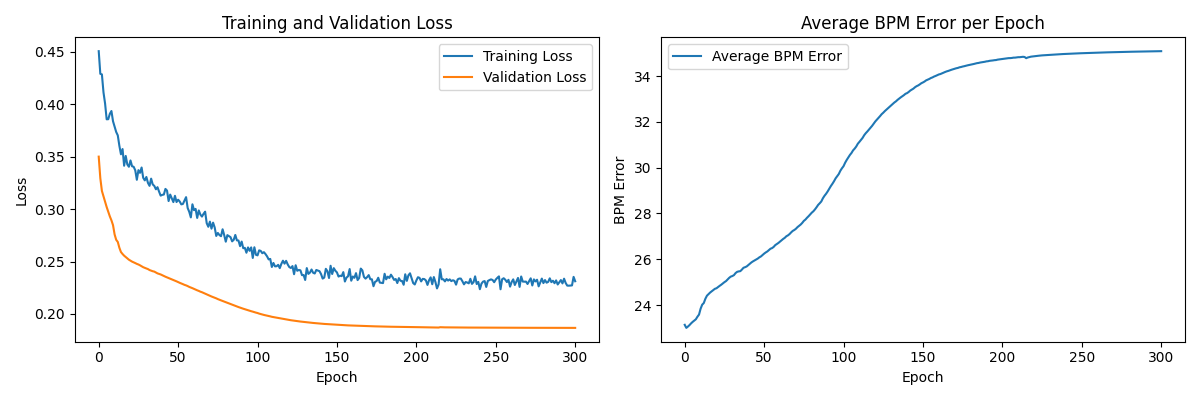 Training and Validation Loss
Loss
0.45
0.40
0.35
0.30
0.25
0.20
Training Loss
Validation Loss
0 50 100 150 200 250 300
Epoch
Average BPM Error per Epoch
BPM Error
34
32
30
28
26
24
Average BPM Error
0 50 100 150 200 250 300
Epoch